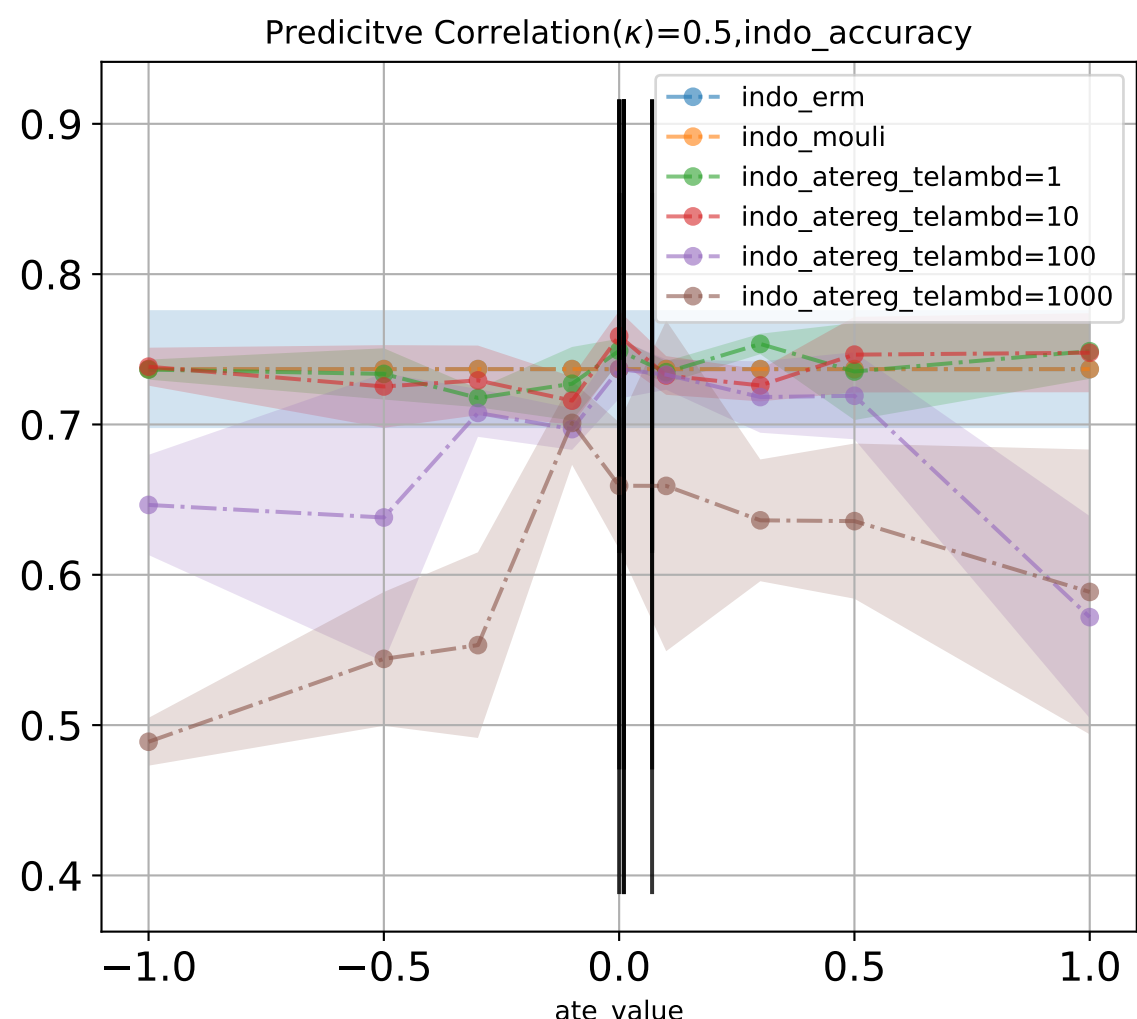 Predicitve Correlation(κ)=0.5,indo_accuracy
indo_erm
indo_mouli
indo_atereg_telambd=1
indo_atereg_telambd=10
indo_atereg_telambd=100
indo_atereg_telambd=1000
0.9
0.8
0.7
0.6
0.5
0.4
−1.0 −0.5 0.0 0.5 1.0
ate_value